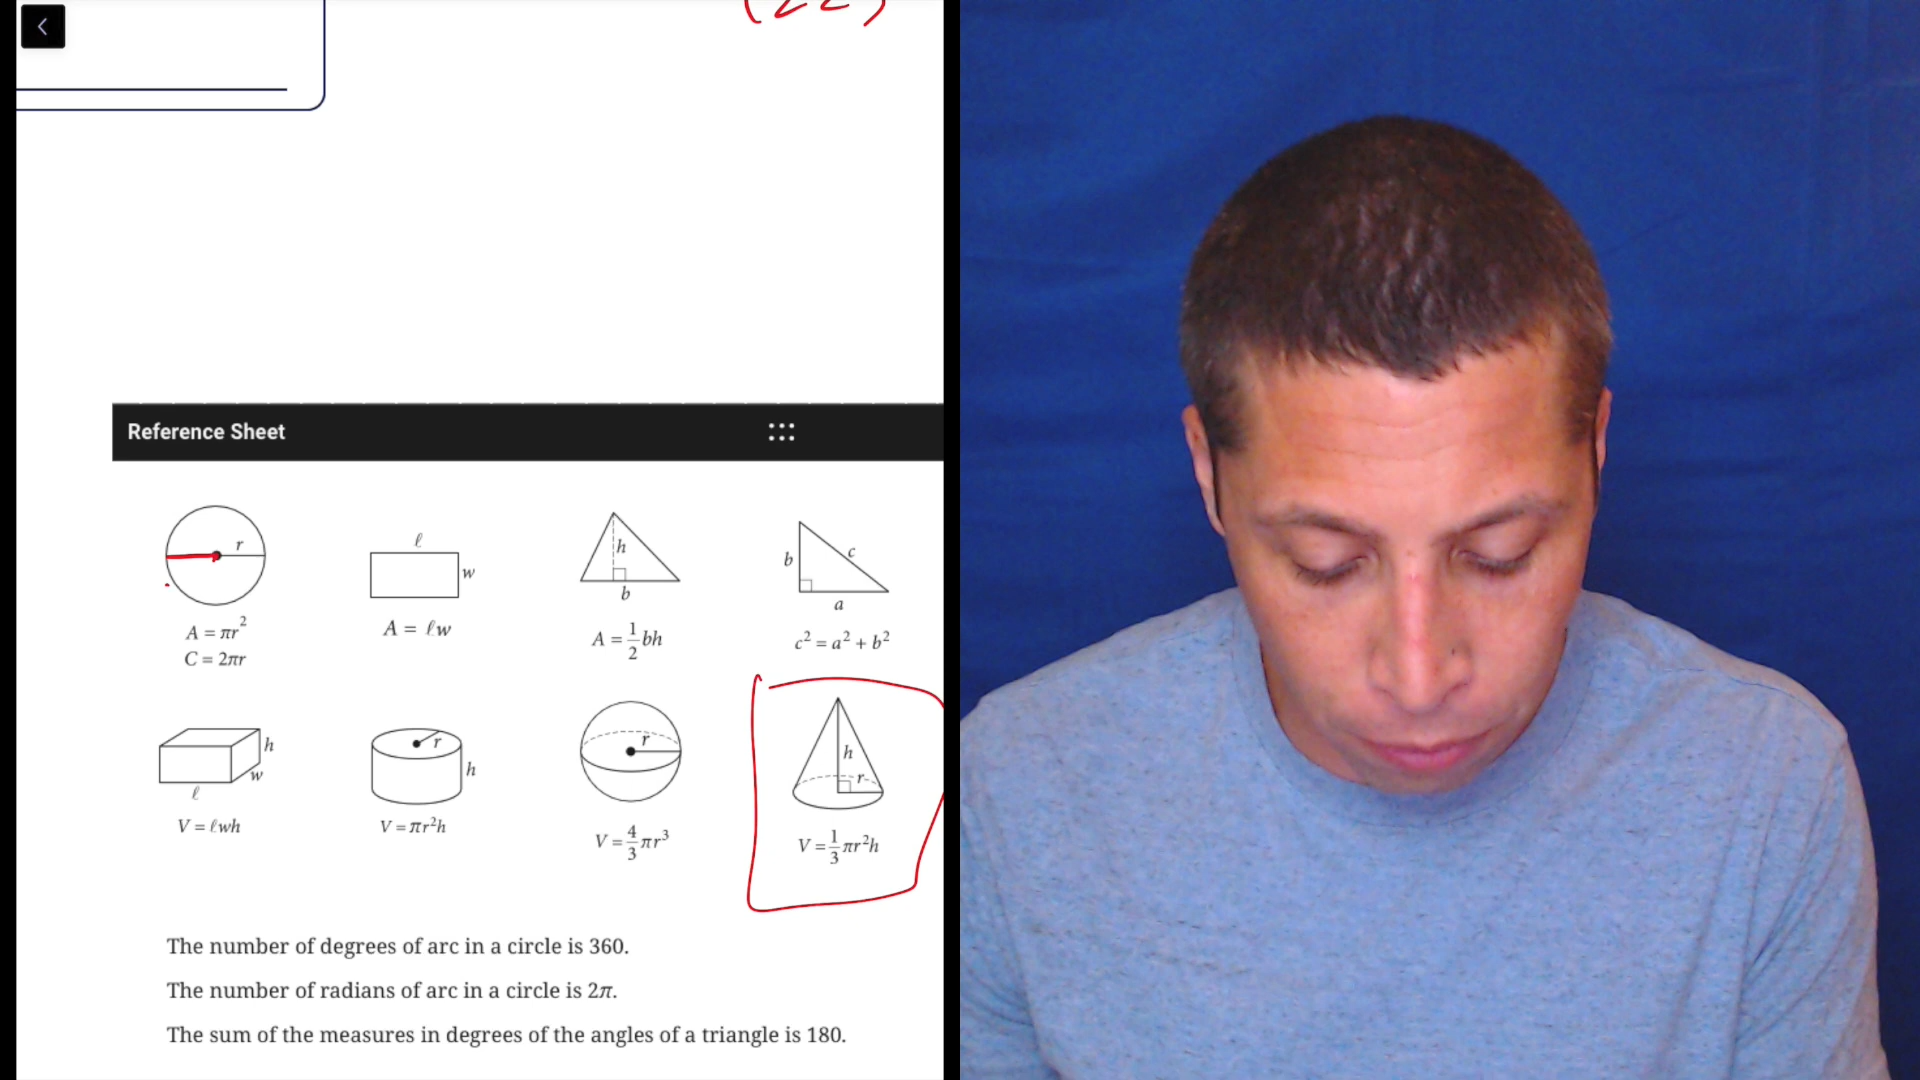 (22)
Reference Sheet
r
ℓ
w
h
b
b
c
a
A = πr²
C = 2πr
A = ℓw
A = 1/2 bh
c² = a² + b²
h
w
ℓ
r
h
r
h
r
V = ℓwh
V = πr²h
V = 4/3 πr³
V = 1/3 πr²h
The number of degrees of arc in a circle is 360.
The number of radians of arc in a circle is 2π.
The sum of the measures in degrees of the angles of a triangle is 180.